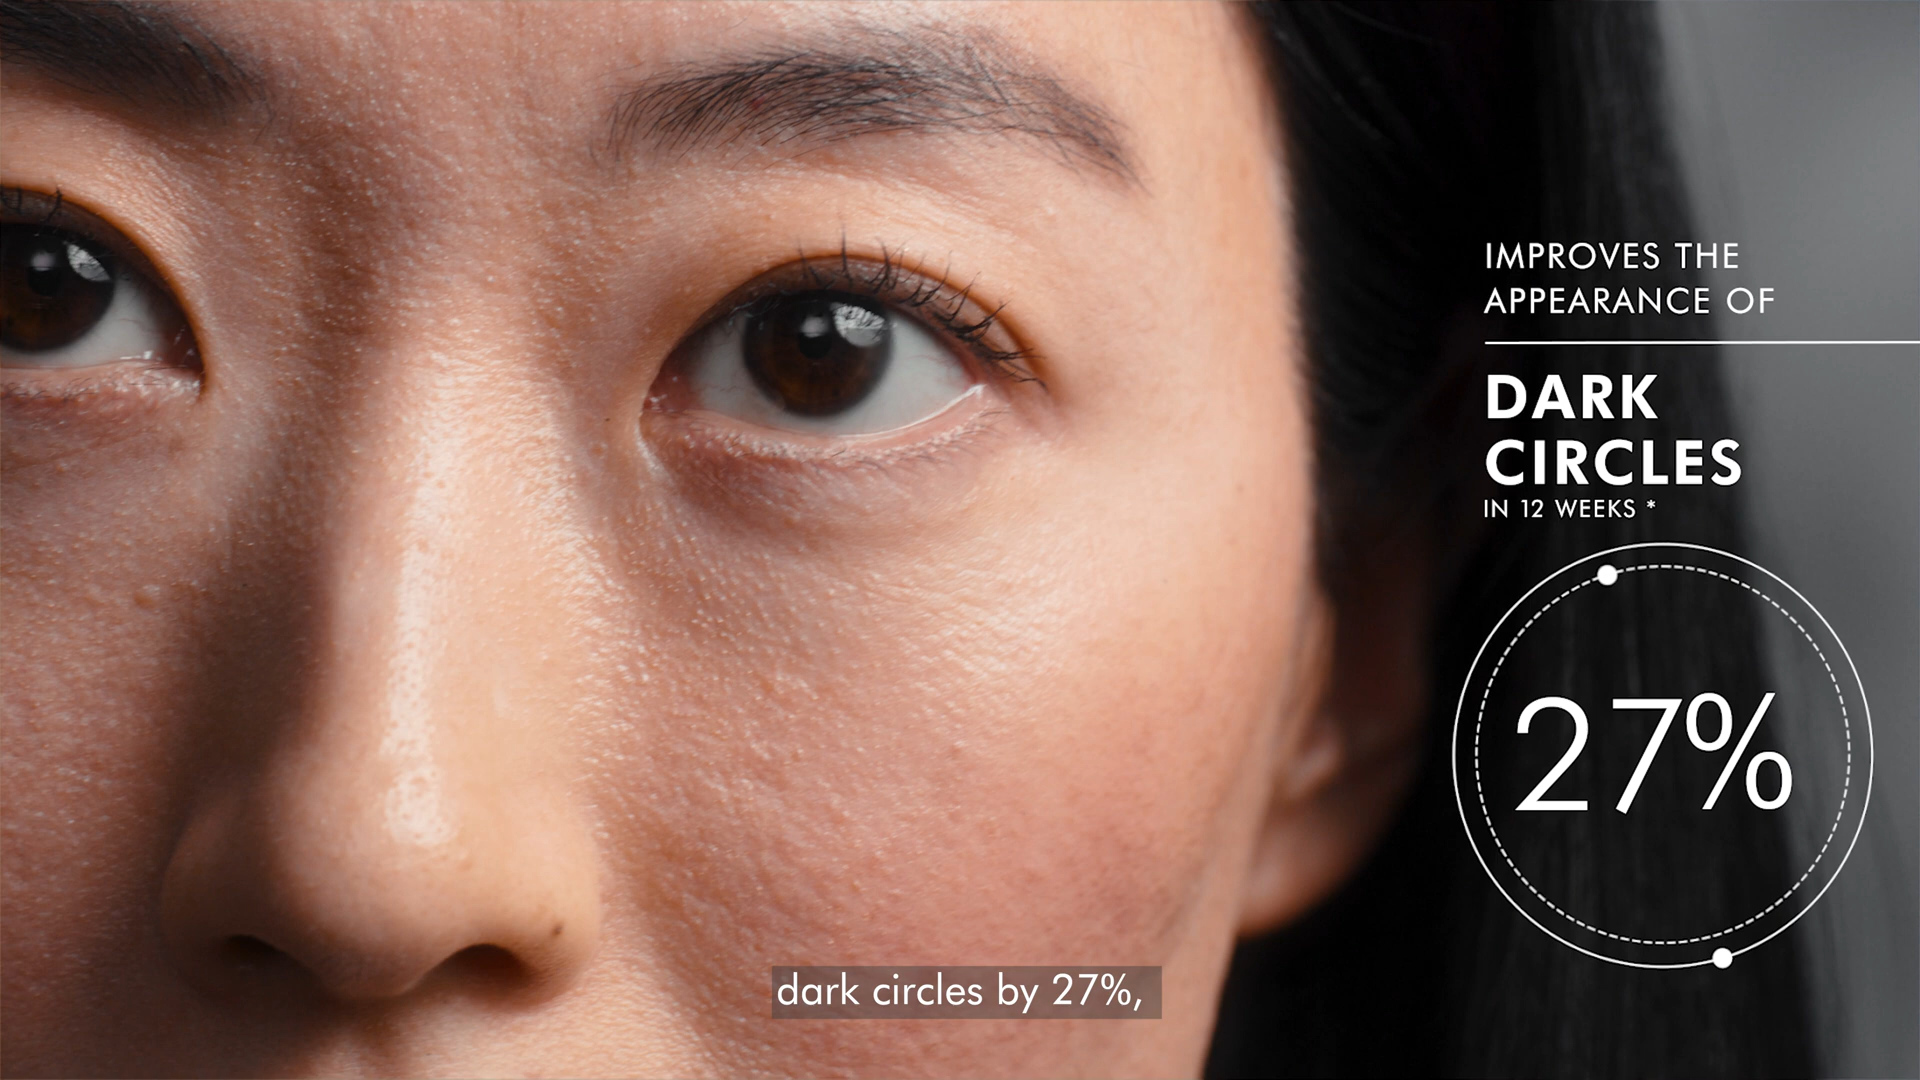 IMPROVES THE
APPEARANCE OF
DARK
CIRCLES
IN 12 WEEKS *
27%
dark circles by 27%,